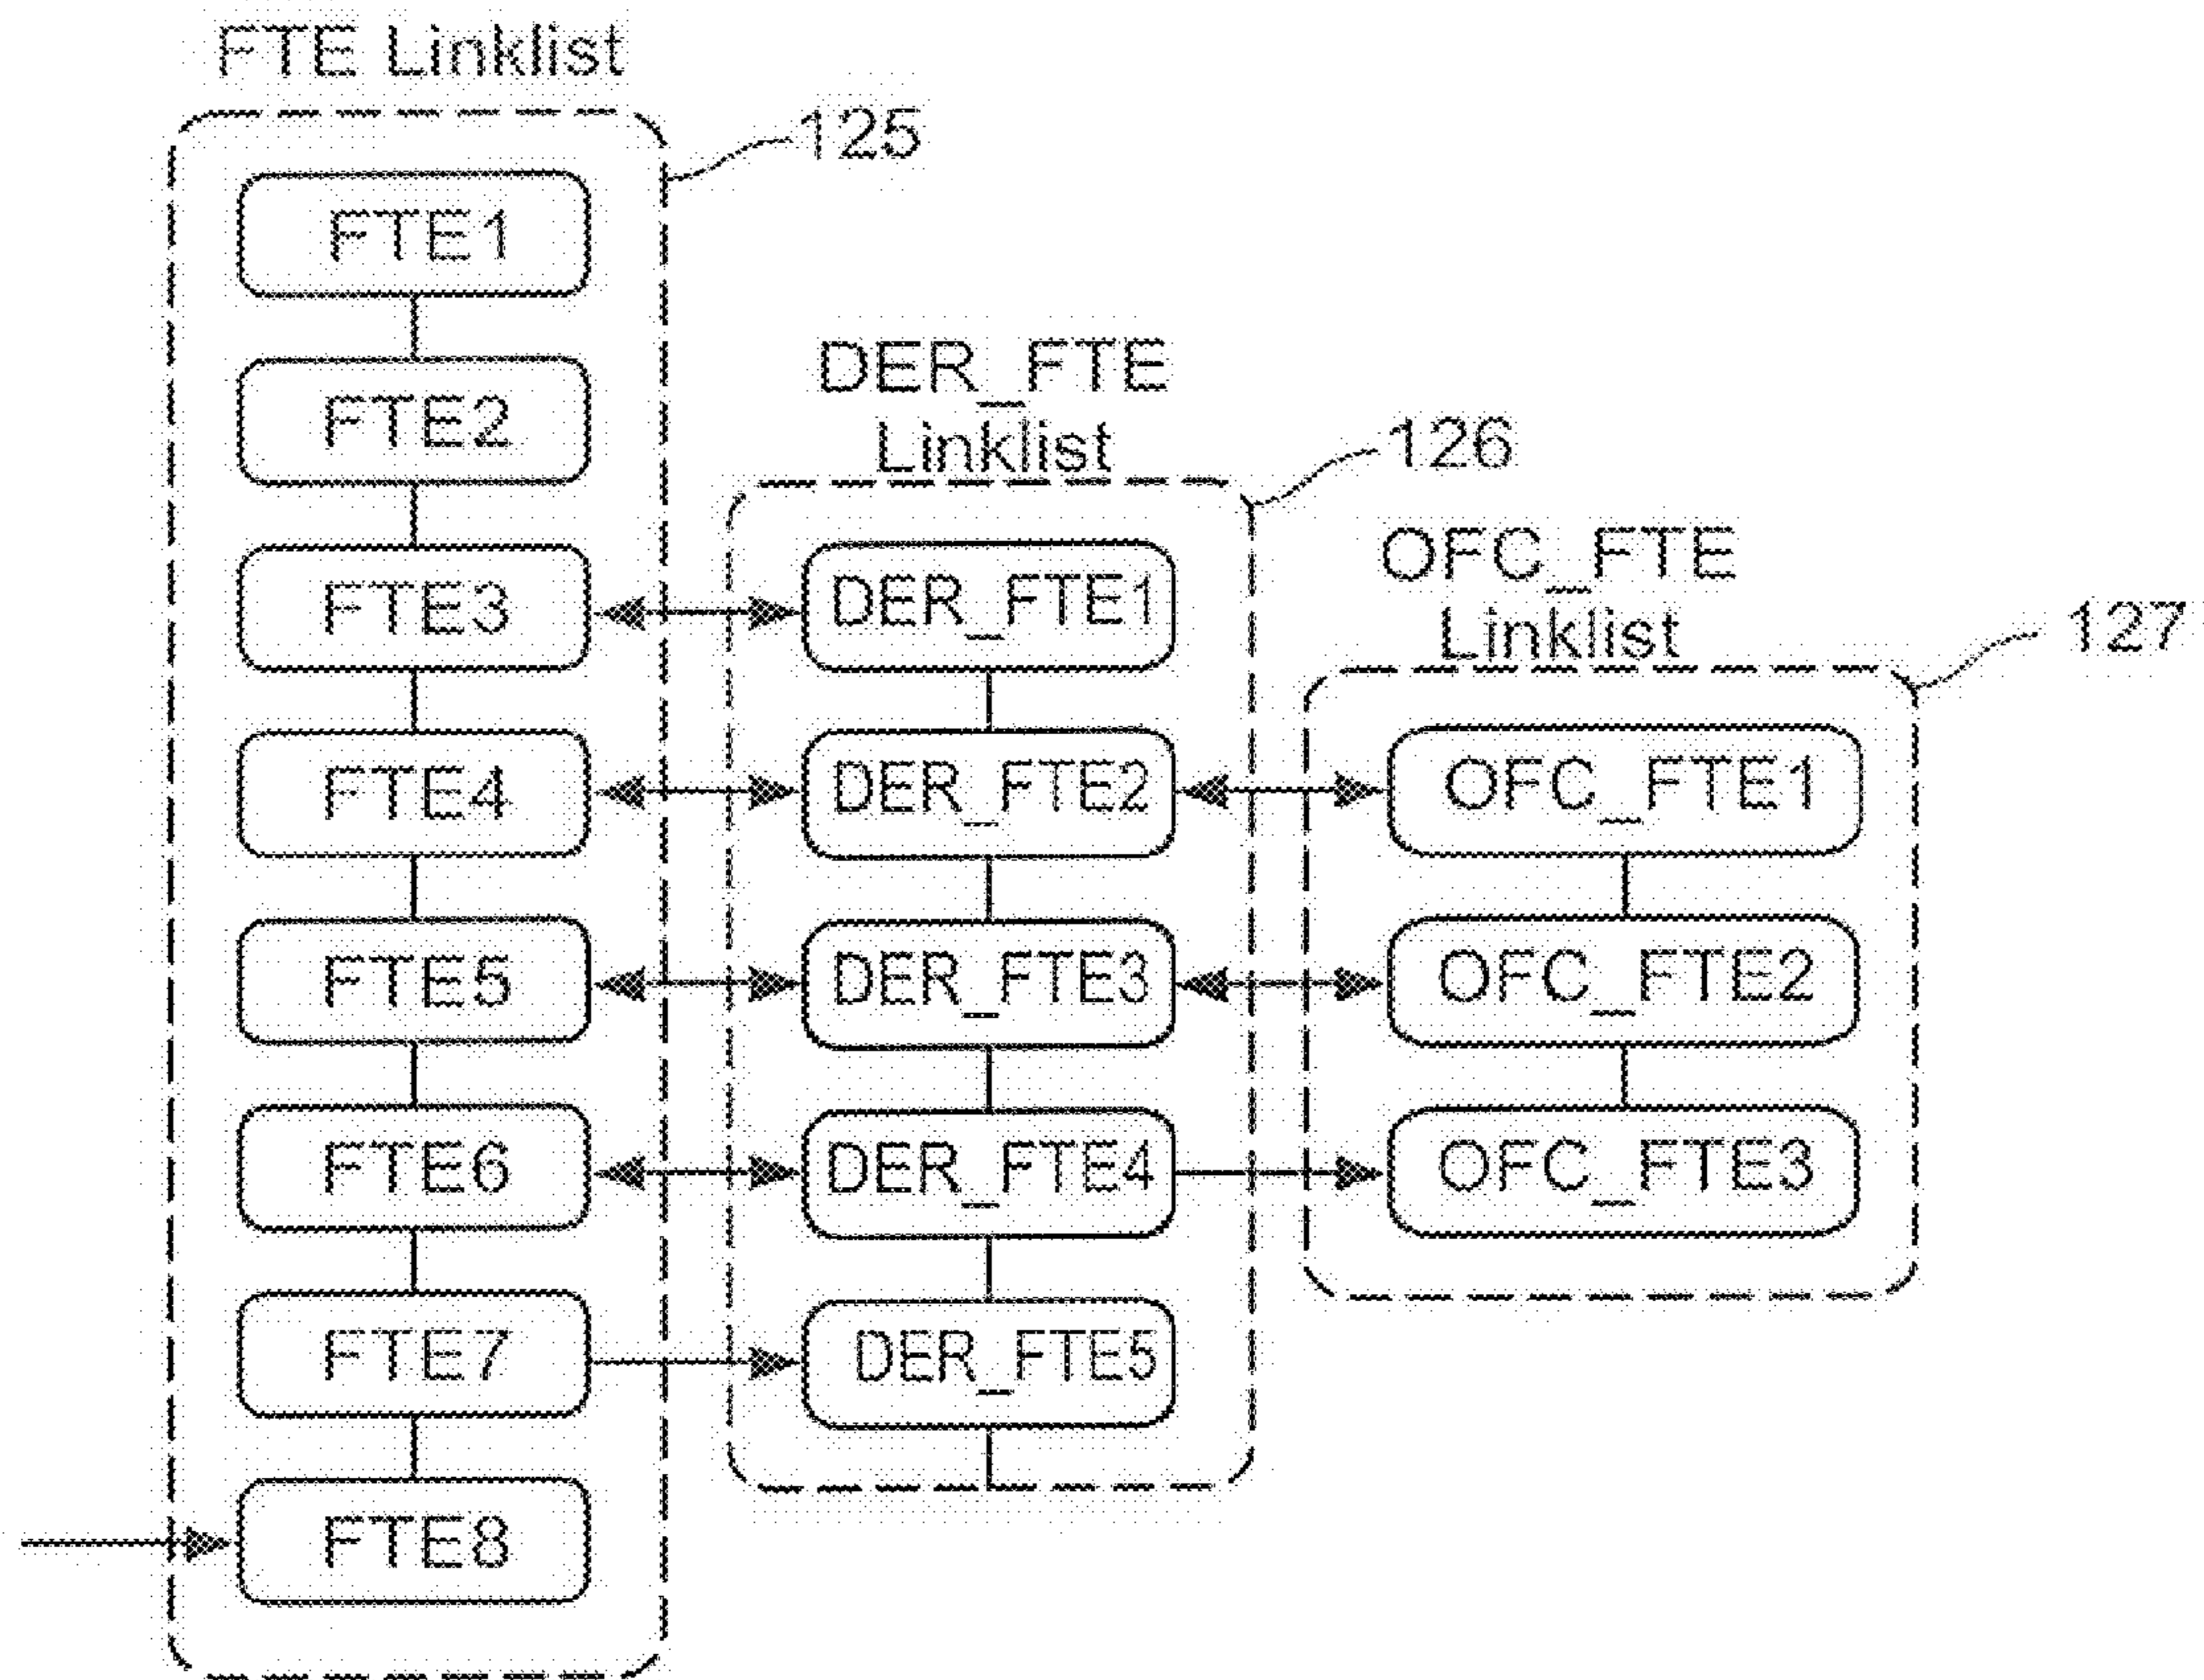 FTE Linklist
125
FTE1
FTE2
FTE3
FTE4
FTE5
FTE6
FTE7
FTE8
DER_FTE
Linklist
126
DER_FTE1
DER_FTE2
DER_FTE3
DER_FTE4
DER_FTE5
OFC_FTE
Linklist
127
OFC_FTE1
OFC_FTE2
OFC_FTE3